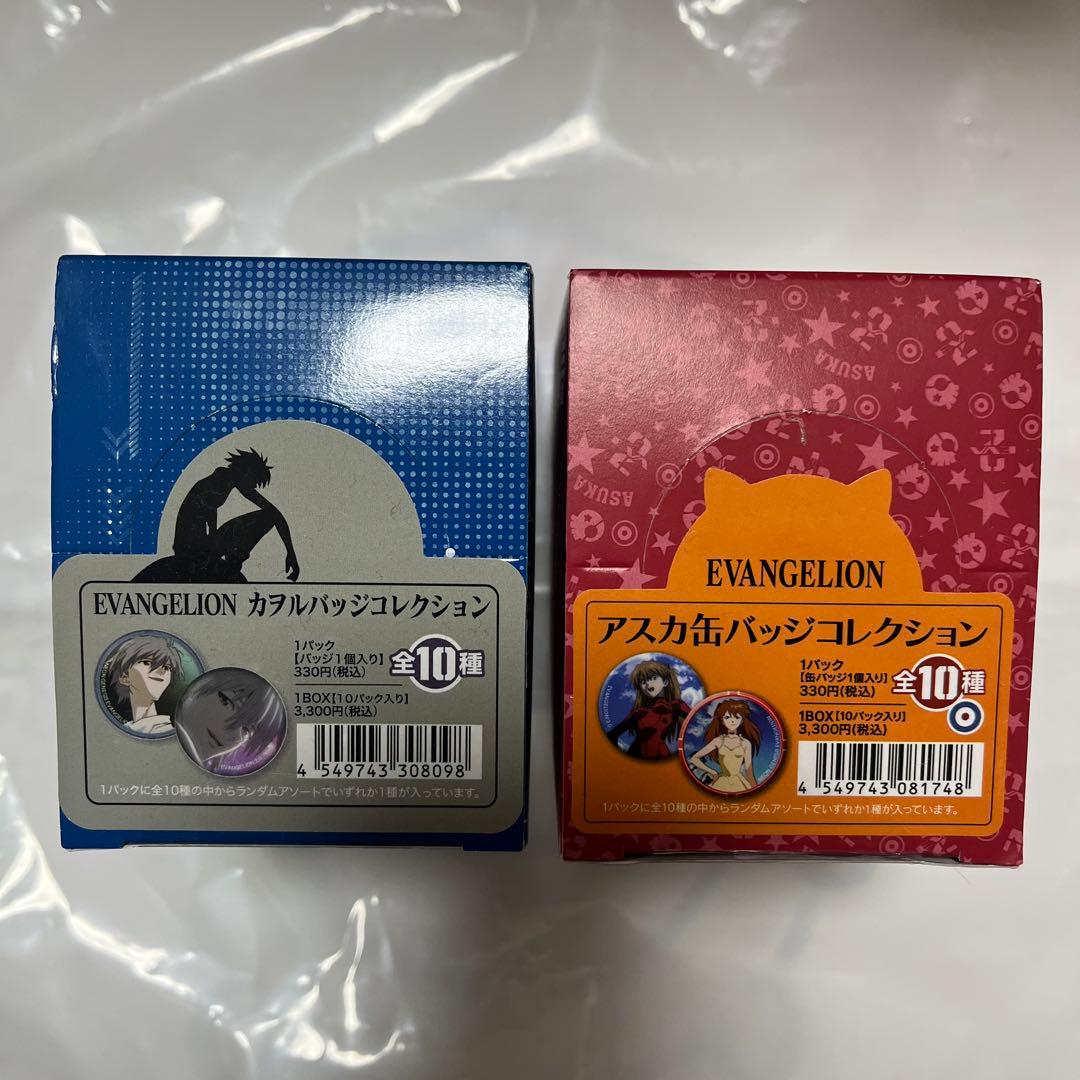 EVANGELION カヲルバッジコレクション
1パック
【バッジ1個入り】
330円(税込)
全10種
1BOX【10パック入り】
3,300円(税込)
4 549743 308098
1パックに全10種の中からランダムアソートでいずれか1種が入っています。
ASUKA
ASUKA
EVANGELION
アスカ缶バッジコレクション
1パック
【缶バッジ1個入り】
330円(税込)
全10種
1BOX【10パック入り】
3,300円(税込)
4 549743 081748
1パックに全10種の中からランダムアソートでいずれか1種が入っています。